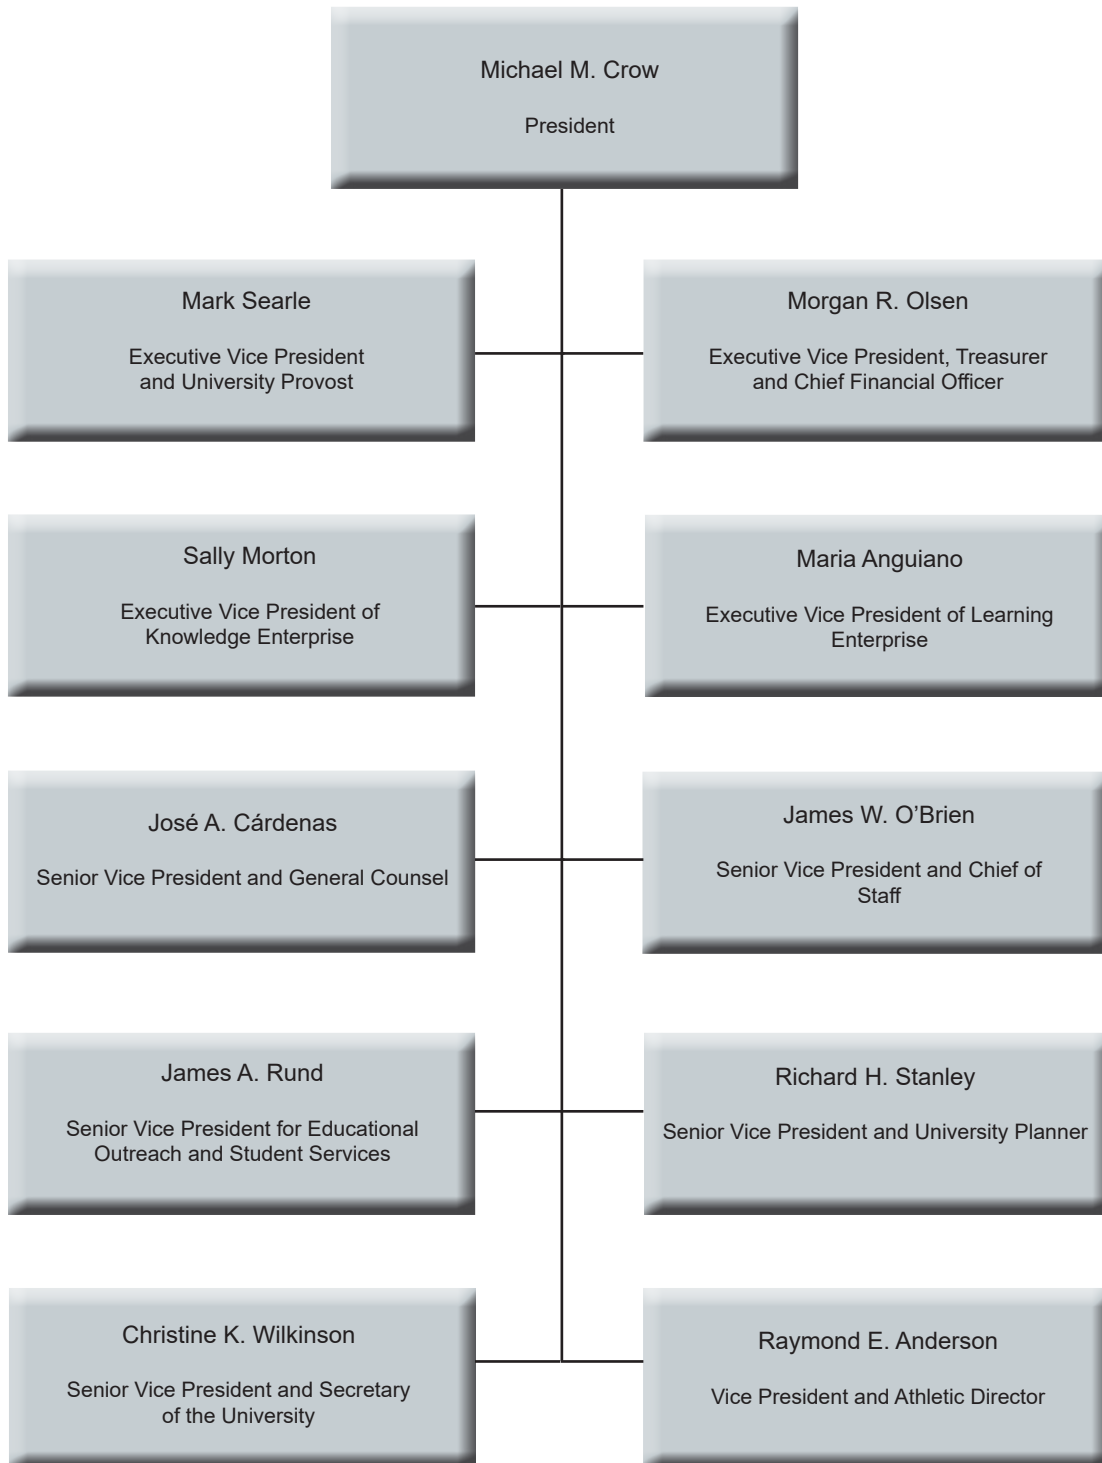 Michael M. Crow
President
Mark Searle
Executive Vice President
and University Provost
Morgan R. Olsen
Executive Vice President, Treasurer
and Chief Financial Officer
Sally Morton
Executive Vice President of
Knowledge Enterprise
Maria Anguiano
Executive Vice President of Learning
Enterprise
José A. Cárdenas
Senior Vice President and General Counsel
James W. O’Brien
Senior Vice President and Chief of
Staff
James A. Rund
Senior Vice President for Educational
Outreach and Student Services
Richard H. Stanley
Senior Vice President and University Planner
Christine K. Wilkinson
Senior Vice President and Secretary
of the University
Raymond E. Anderson
Vice President and Athletic Director